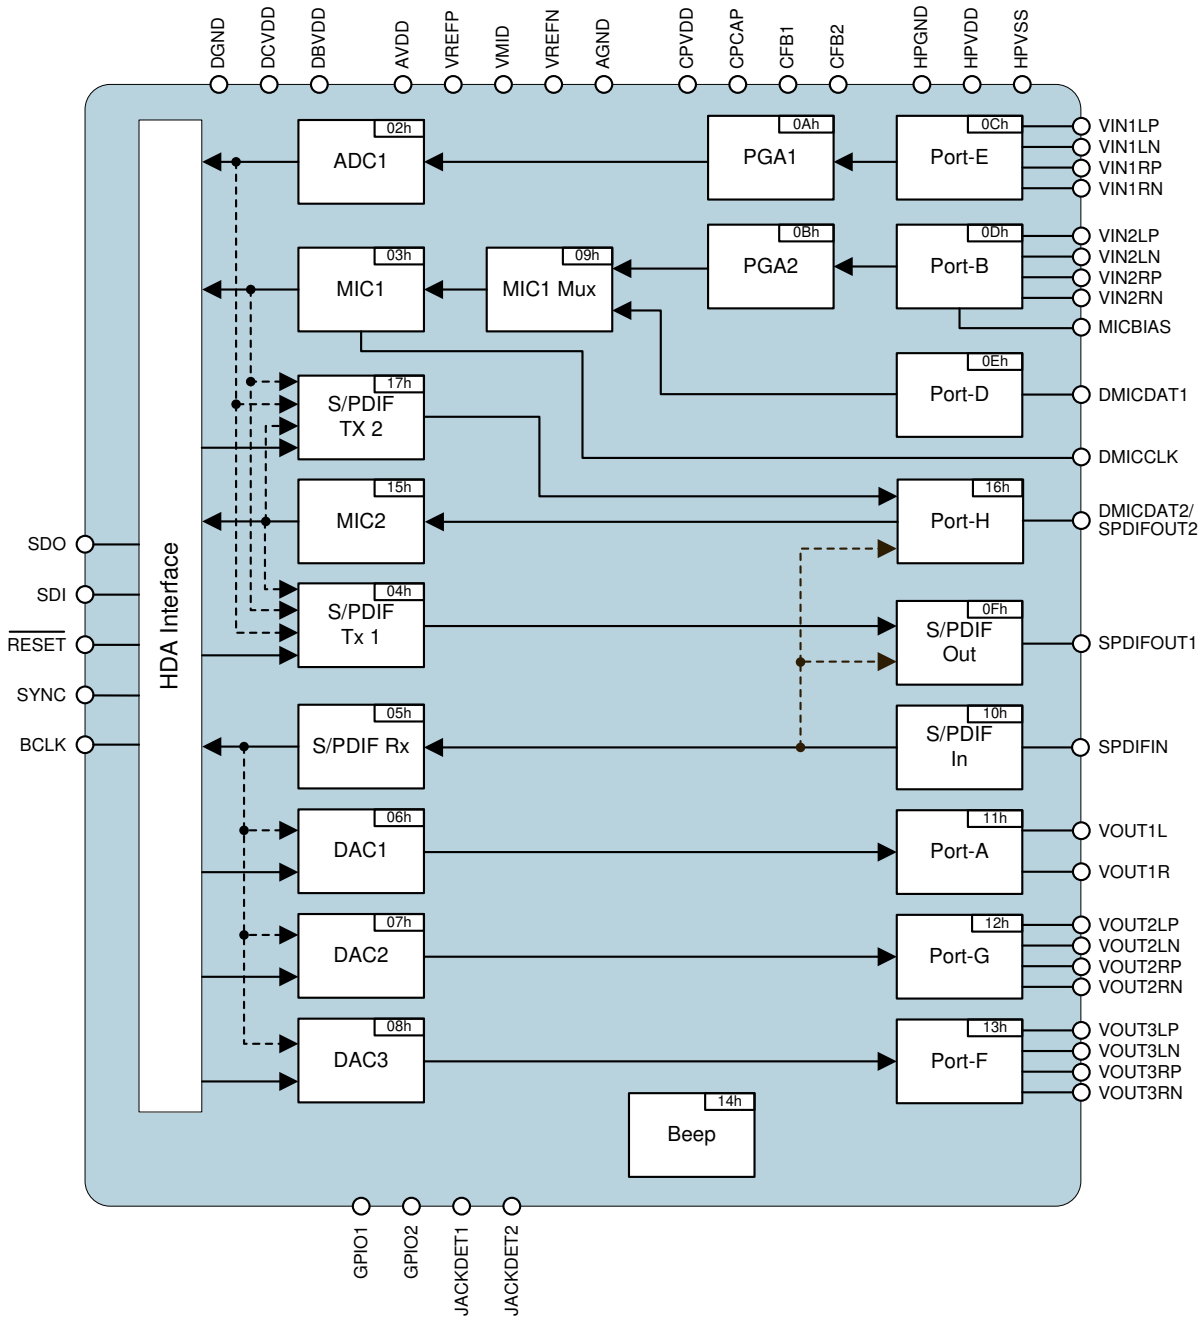 DGND
DCVDD
DBVDD
AVDD
VREFP
VMID
VREFN
AGND
CPVDD
CPCAP
CFB1
CFB2
HPGND
HPVDD
HPVSS
02h
ADC1
0Ah
PGA1
0Ch
Port-E
VIN1LP
VIN1LN
VIN1RP
VIN1RN
03h
MIC1
09h
MIC1 Mux
0Bh
PGA2
0Dh
Port-B
VIN2LP
VIN2LN
VIN2RP
VIN2RN
MICBIAS
17h
S/PDIF
TX 2
0Eh
Port-D
DMICDAT1
DMICCLK
15h
MIC2
16h
Port-H
DMICDAT2/
SPDIFOUT2
SDO
SDI
RESET
SYNC
BCLK
HDA Interface
04h
S/PDIF
Tx 1
0Fh
S/PDIF
Out
SPDIFOUT1
05h
S/PDIF Rx
10h
S/PDIF
In
SPDIFIN
06h
DAC1
11h
Port-A
VOUT1L
VOUT1R
07h
DAC2
12h
Port-G
VOUT2LP
VOUT2LN
VOUT2RP
VOUT2RN
08h
DAC3
13h
Port-F
VOUT3LP
VOUT3LN
VOUT3RP
VOUT3RN
14h
Beep
GPIO1
GPIO2
JACKDET1
JACKDET2